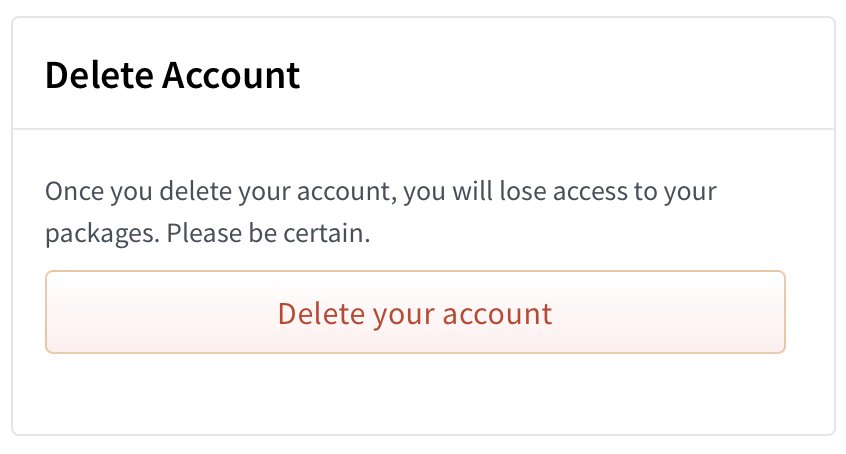 Delete Account
Once you delete your account, you will lose access to your
packages. Please be certain.
Delete your account